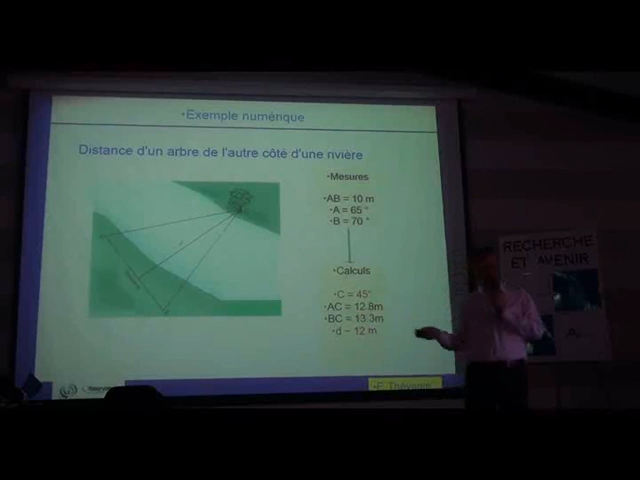 •Exemple numérique
Distance d'un arbre de l'autre côté d'une rivière
•Mesures
•AB = 10 m
•A = 65 °
•B = 70 °
•Calculs
•C = 45°
•AC = 12.8m
•BC = 13.3m
•d ~ 12 m
•F. Thévenin
RECHERCHE
ET AVENIR